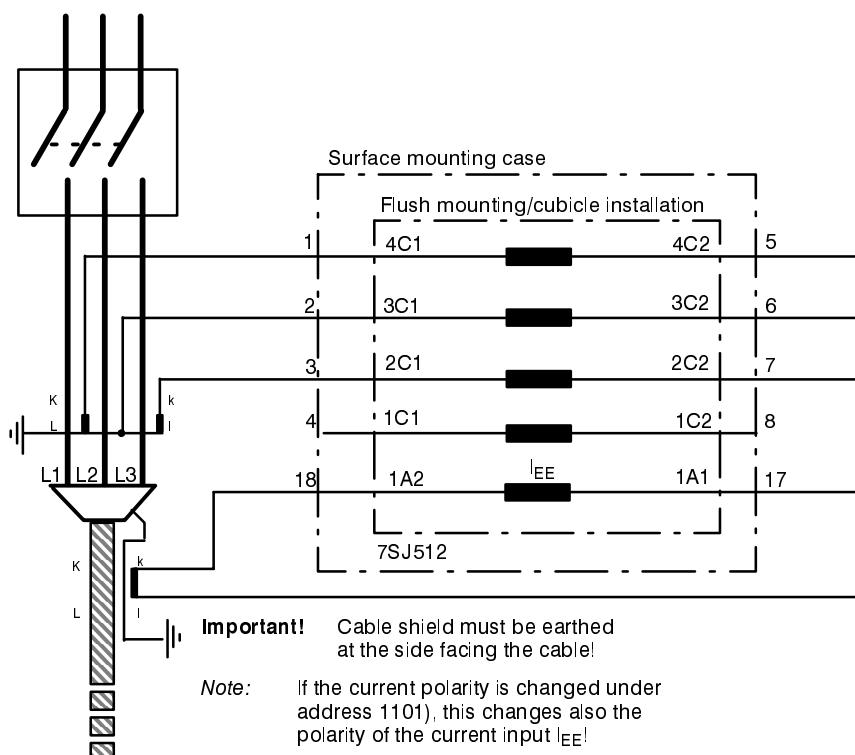 Surface mounting case
Flush mounting/cubicle installation
1 4C1 4C2 5
2 3C1 3C2 6
3 2C1 2C2 7
K k
L l
4 1C1 1C2 8
L1 L2 L3
18 1A2 IEE 1A1 17
7SJ512
K k
L l
Important! Cable shield must be earthed
at the side facing the cable!
Note: If the current polarity is changed under
address 1101), this changes also the
polarity of the current input IEE!